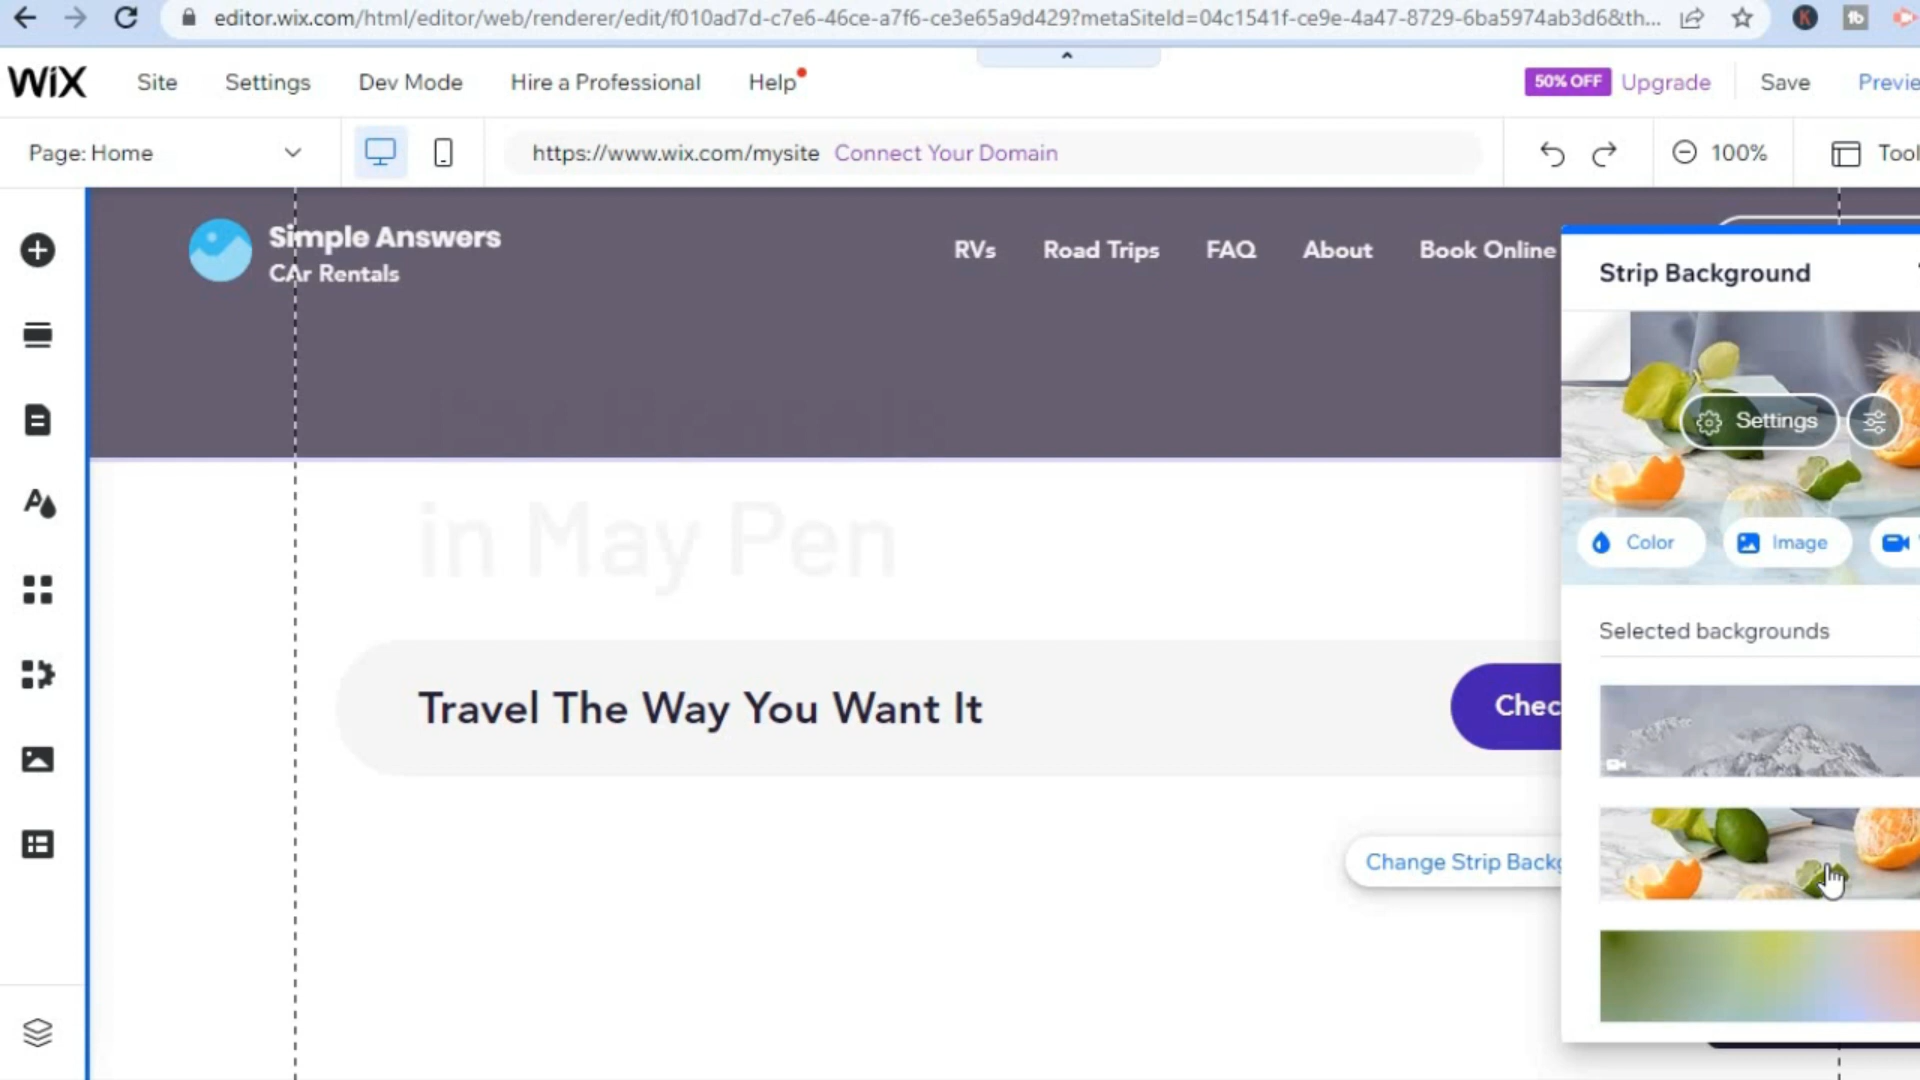 editor.wix.com/html/editor/web/renderer/edit/f010ad7d-c7e6-46ce-a7f6-ce3e65a9d429?metaSiteId=04c1541f-ce9e-4a47-8729-6ba5974ab3d6&th...
K
tb
WiX
Site
Settings
Dev Mode
Hire a Professional
Help
50% OFF
Upgrade
Save
Previe
Page: Home
https://www.wix.com/mysite
Connect Your Domain
100%
Tool
Simple Answers
CAr Rentals
RVs
Road Trips
FAQ
About
Book Online
Strip Background
Settings
Color
Image
in May Pen
Selected backgrounds
Travel The Way You Want It
Chec
Change Strip Backg